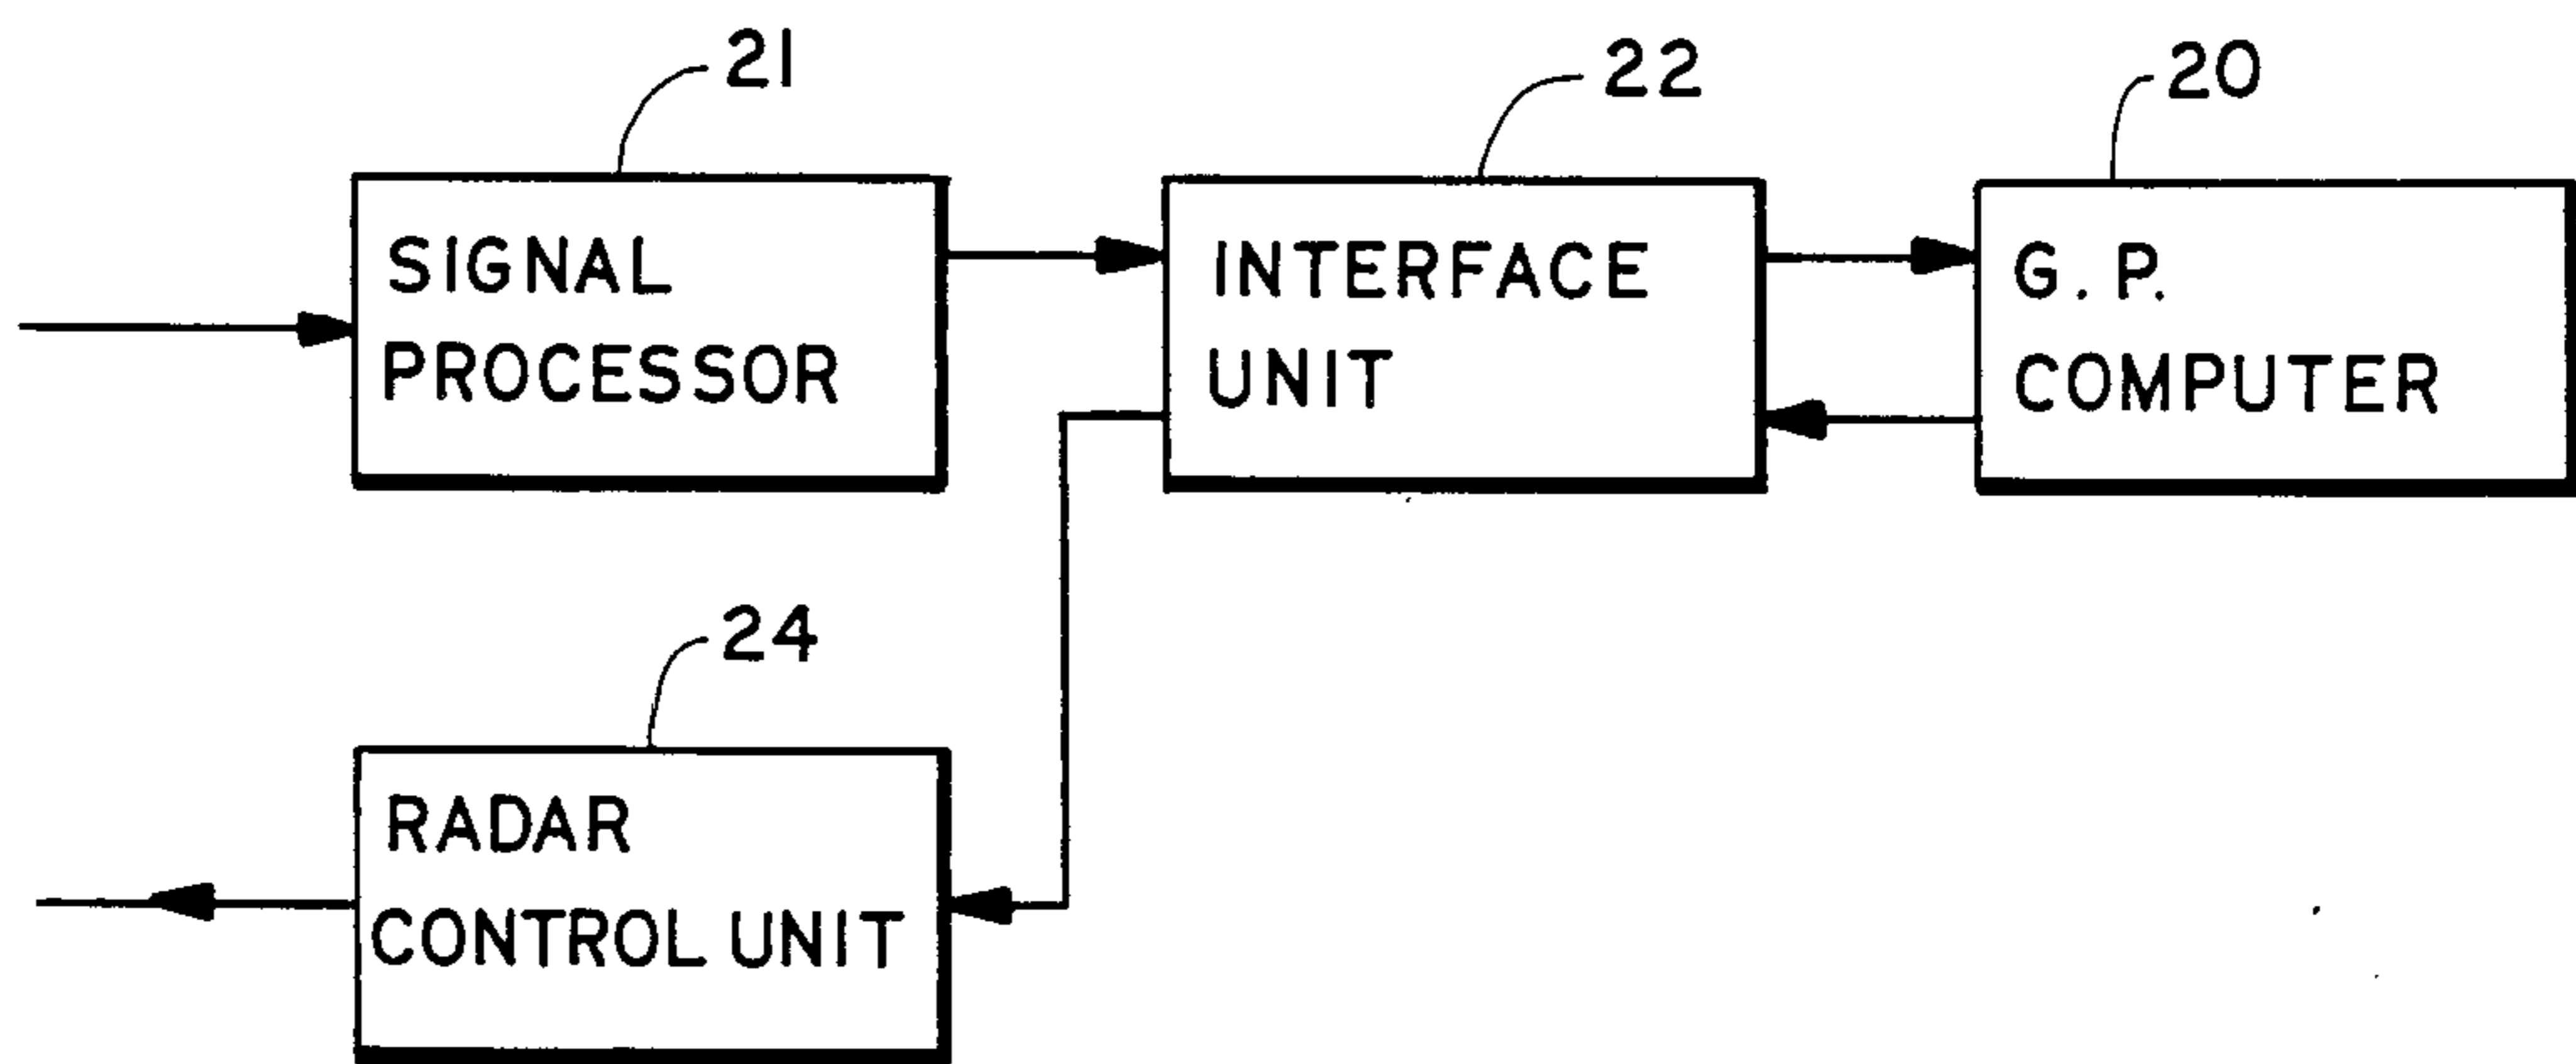 21
22
20
SIGNAL
PROCESSOR
INTERFACE
UNIT
G. P.
COMPUTER
24
RADAR
CONTROL UNIT